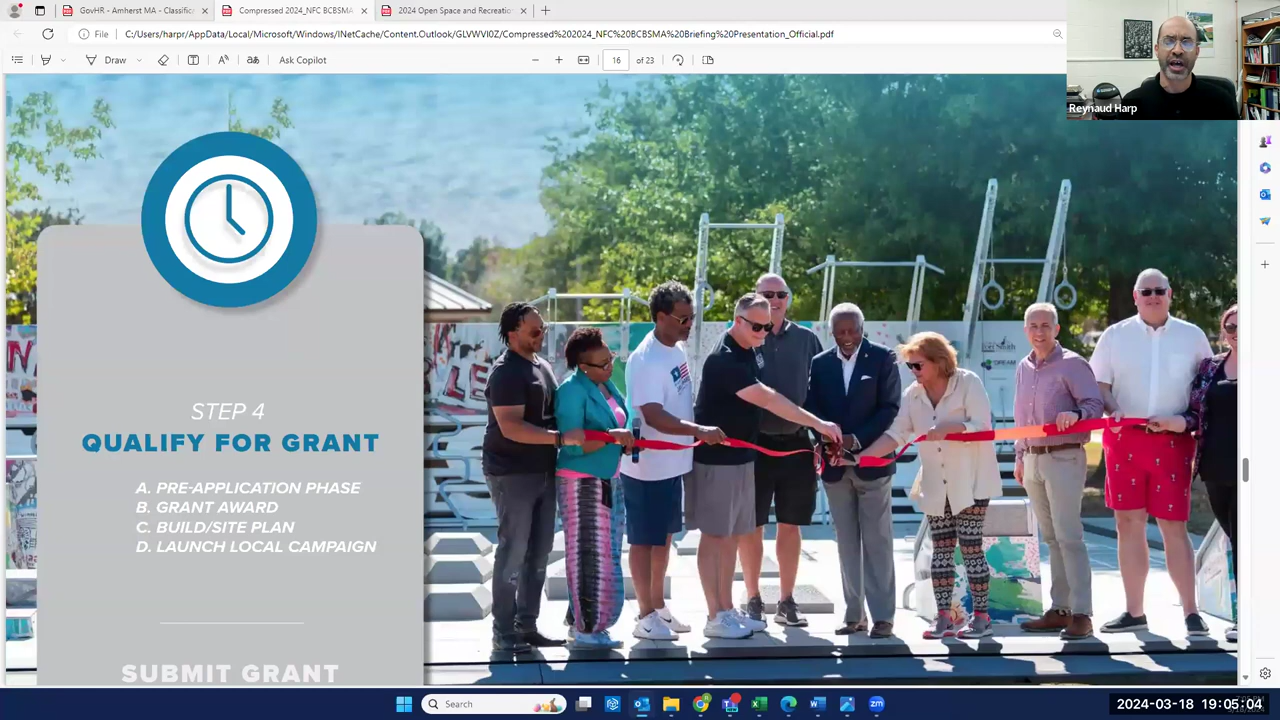 GovHR - Amherst MA - Classific
Compressed 2024_NFC BCBSMA
2024 Open Space and Recreatio
File
C:/Users/harpr/AppData/Local/Microsoft/Windows/INetCache/Content.Outlook/GLVWVI0Z/Compressed%202024_NFC%20BCBSMA%20Briefing%20Presentation_Official.pdf
Draw
Ask Copilot
16
of 23
Reynaud Harp
STEP 4
QUALIFY FOR GRANT
A. PRE-APPLICATION PHASE
B. GRANT AWARD
C. BUILD/SITE PLAN
D. LAUNCH LOCAL CAMPAIGN
SUBMIT GRANT
Search
2024-03-18 19:05:04